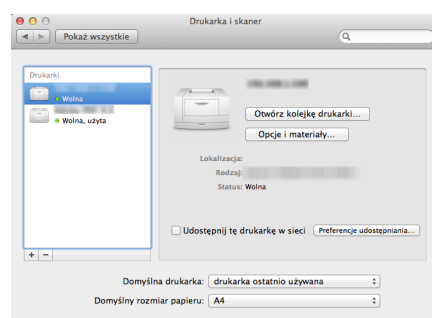 Drukarka i skaner
Pokaż wszystkie
Drukarki
Wolna
Wolna, użyta
Otwórz kolejkę drukarki...
Opcje i materiały...
Lokalizacja:
Rodzaj:
Status: Wolna
Udostępnij tę drukarkę w sieci
Preferencje udostępniania...
+ −
Domyślna drukarka: drukarka ostatnio używana
Domyślny rozmiar papieru: A4